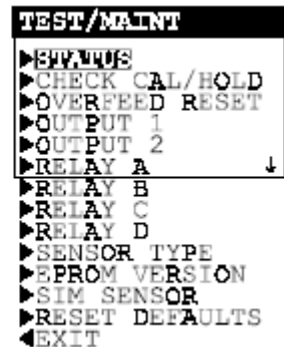 TEST/MAINT
▶STATUS
▶CHECK CAL/HOLD
▶OVERFEED RESET
▶OUTPUT 1
▶OUTPUT 2
▶RELAY A ↓
▶RELAY B
▶RELAY C
▶RELAY D
▶SENSOR TYPE
▶EPROM VERSION
▶SIM SENSOR
▶RESET DEFAULTS
◀EXIT